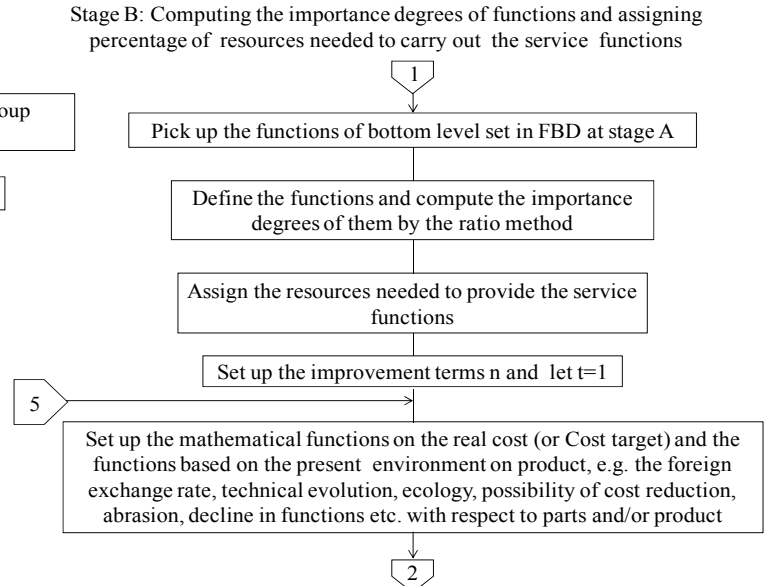 Stage B: Computing the importance degrees of functions and assigning
percentage of resources needed to carry out the service functions
1
oup
Pick up the functions of bottom level set in FBD at stage A
Define the functions and compute the importance
degrees of them by the ratio method
Assign the resources needed to provide the service
functions
Set up the improvement terms n and let t=1
5
Set up the mathematical functions on the real cost (or Cost target) and the
functions based on the present environment on product, e.g. the foreign
exchange rate, technical evolution, ecology, possibility of cost reduction,
abrasion, decline in functions etc. with respect to parts and/or product
2